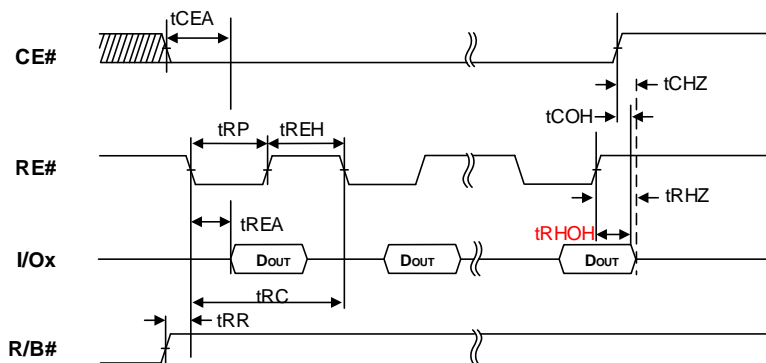 tCEA
CE#
tCHZ
tCOH
tRP
tREH
RE#
tRHZ
tREA
tRHOH
I/Ox
DOUT
DOUT
DOUT
tRC
tRR
R/B#